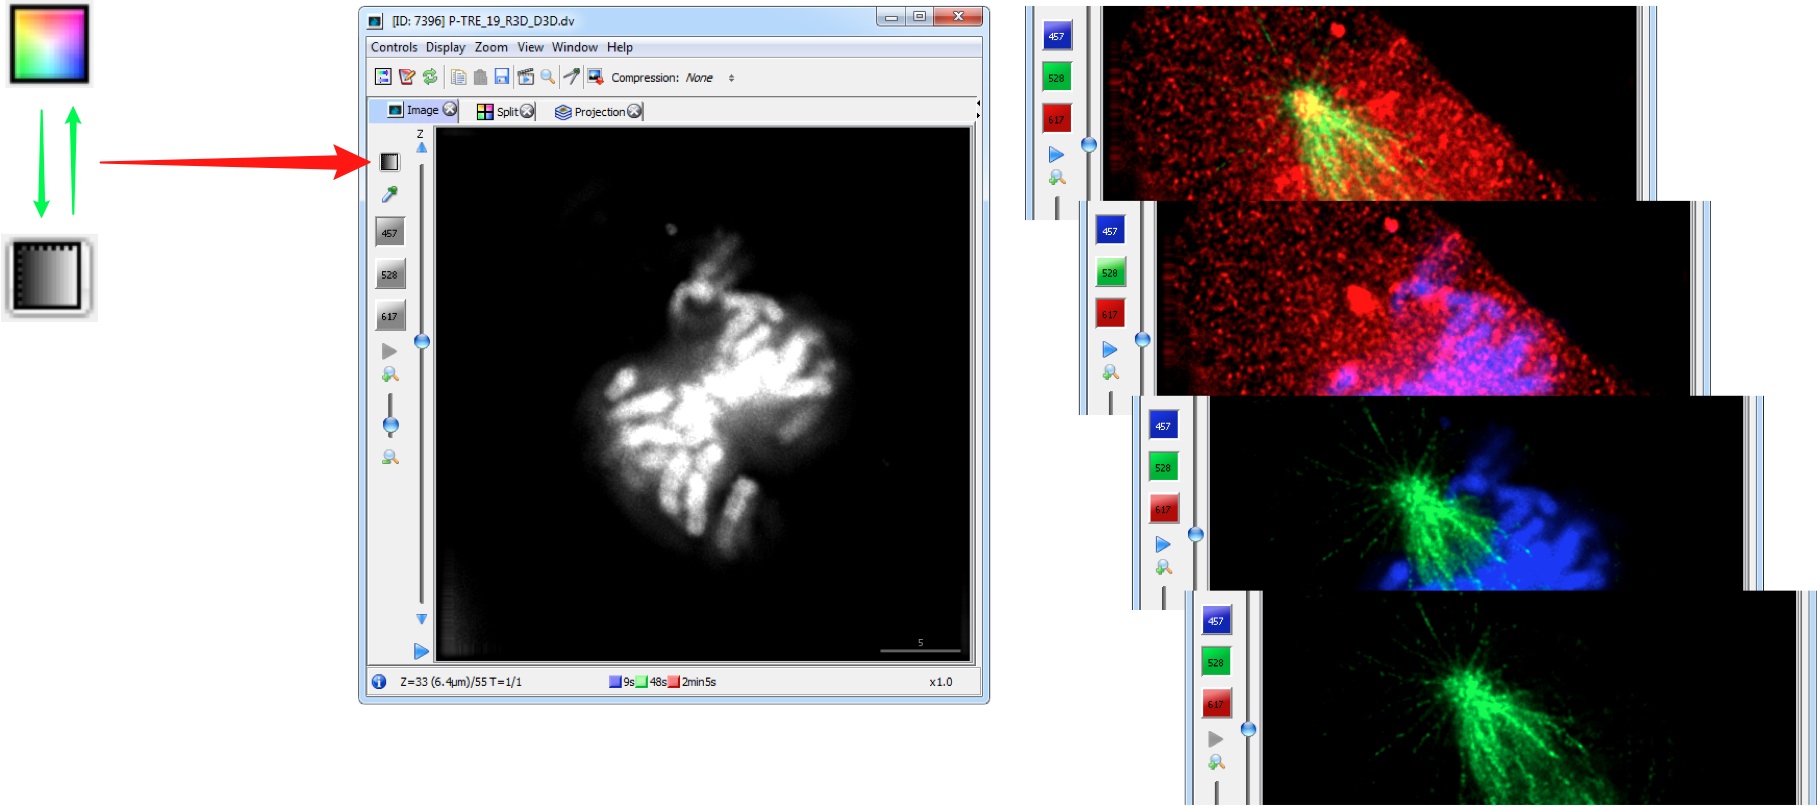 [ID: 7396] P-TRE_19_R3D_D3D.dv
Controls Display Zoom View Window Help
Compression: None
Image Split Projection
Z
457
528
617
5
Z=33 (6.4µm)/55 T=1/1 9s 48s 2min5s x1.0
457
528
617
457
528
617
457
528
617
457
528
617